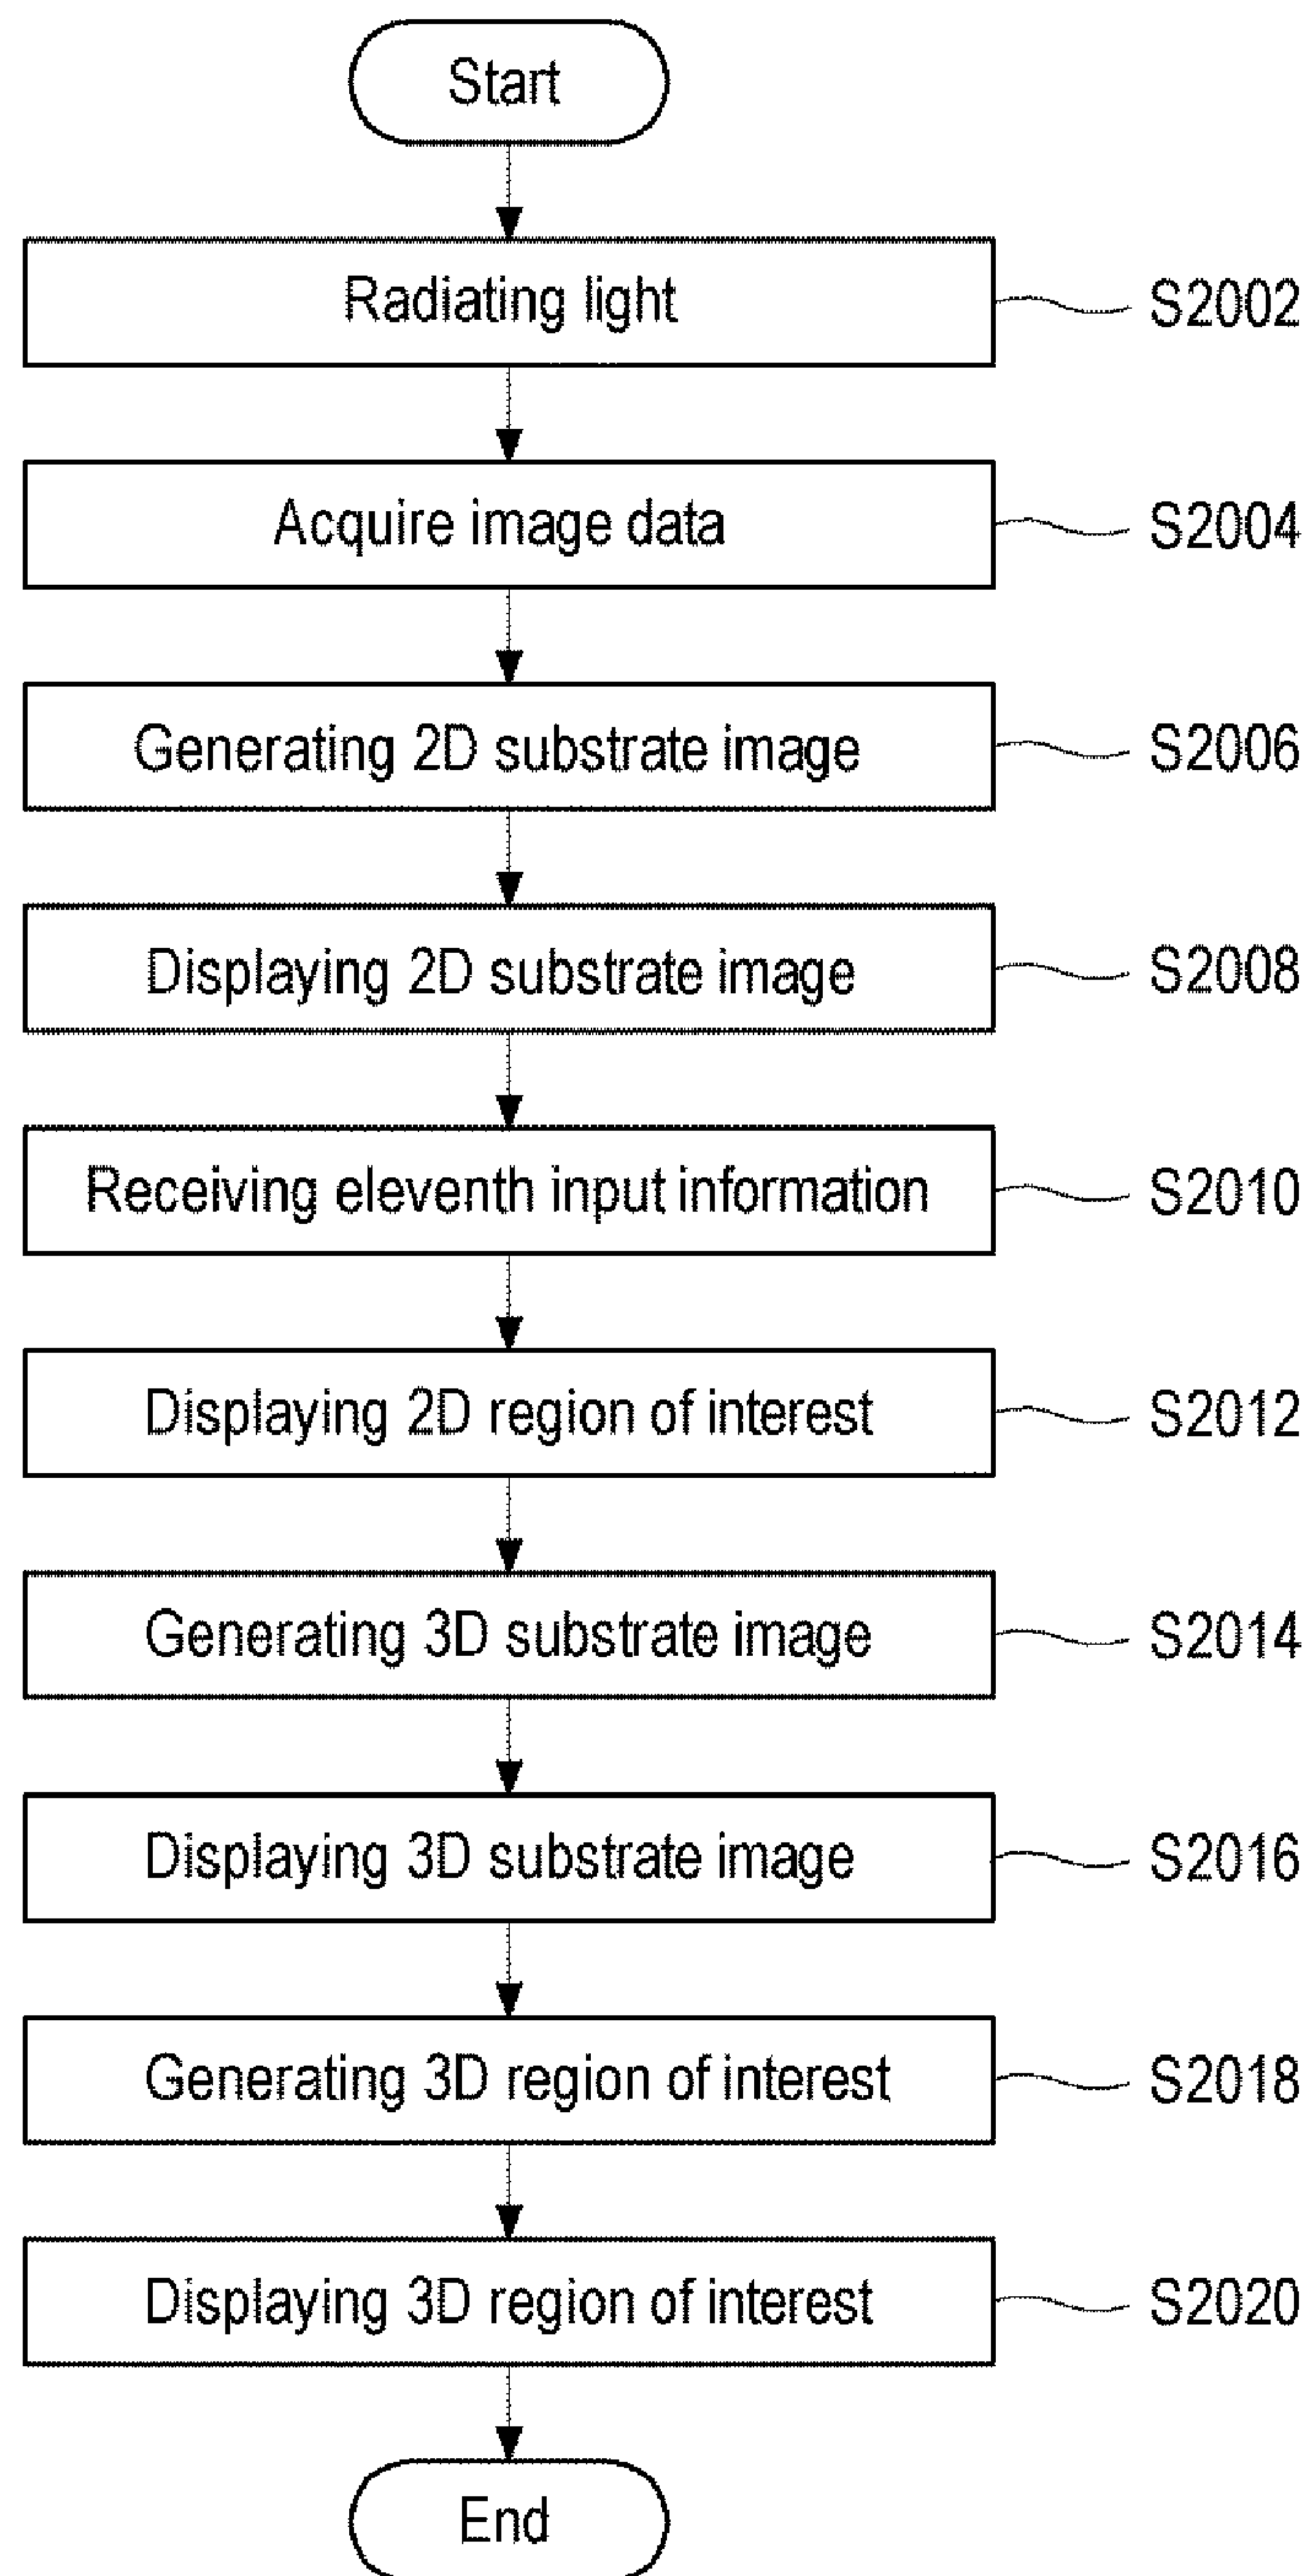 Start
Radiating light
S2002
Acquire image data
S2004
Generating 2D substrate image
S2006
Displaying 2D substrate image
S2008
Receiving eleventh input information
S2010
Displaying 2D region of interest
S2012
Generating 3D substrate image
S2014
Displaying 3D substrate image
S2016
Generating 3D region of interest
S2018
Displaying 3D region of interest
S2020
End